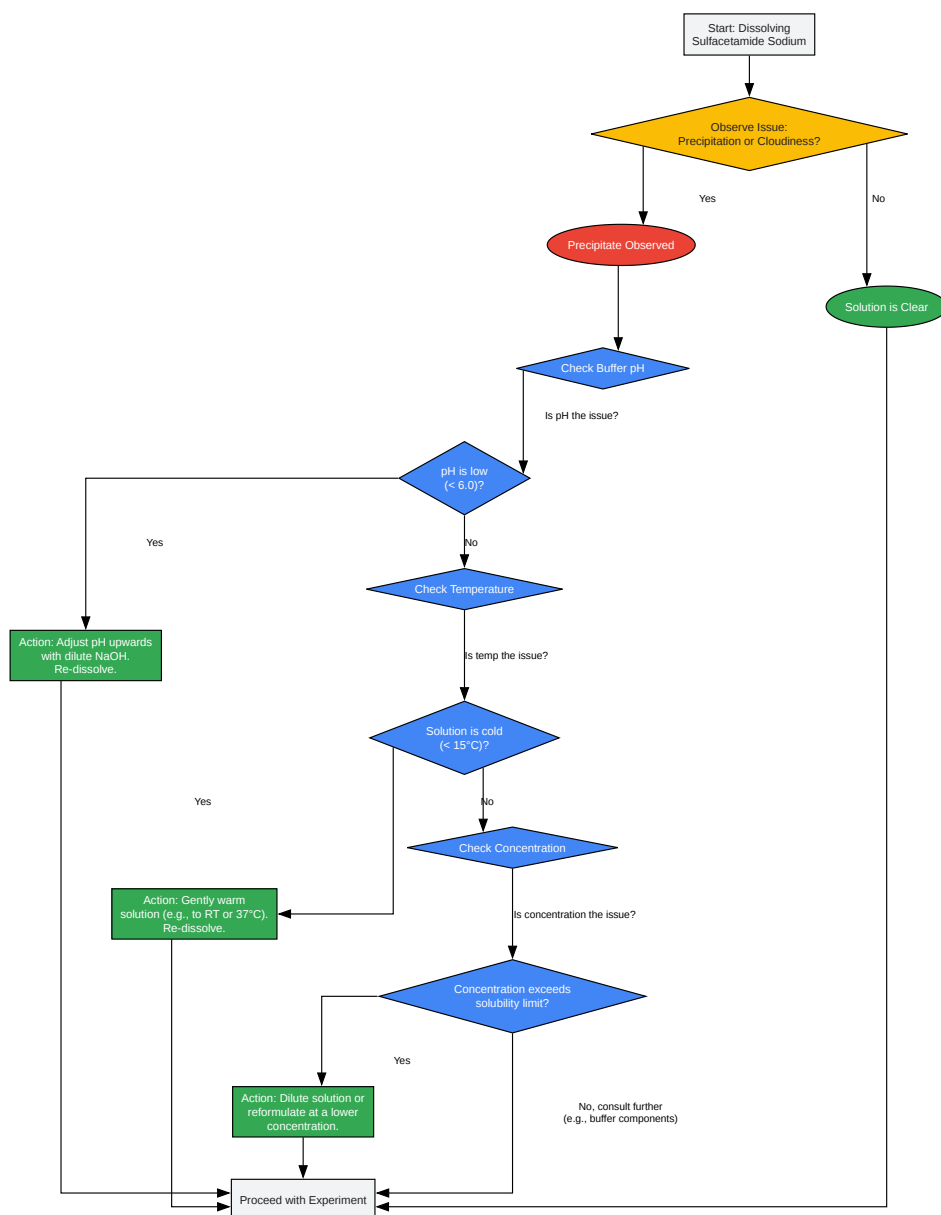 Start: Dissolving
Sulfacetamide Sodium
Observe Issue:
Precipitation or Cloudiness?
Yes
No
Precipitate Observed
Solution is Clear
Check Buffer pH
Is pH the issue?
pH is low
(< 6.0)?
Yes
No
Check Temperature
Action: Adjust pH upwards
with dilute NaOH.
Re-dissolve.
Is temp the issue?
Solution is cold
(< 15°C)?
Yes
No
Check Concentration
Action: Gently warm
solution (e.g., to RT or 37°C).
Re-dissolve.
Is concentration the issue?
Concentration exceeds
solubility limit?
Yes
Action: Dilute solution or
reformulate at a lower
concentration.
No, consult further
(e.g., buffer components)
Proceed with Experiment